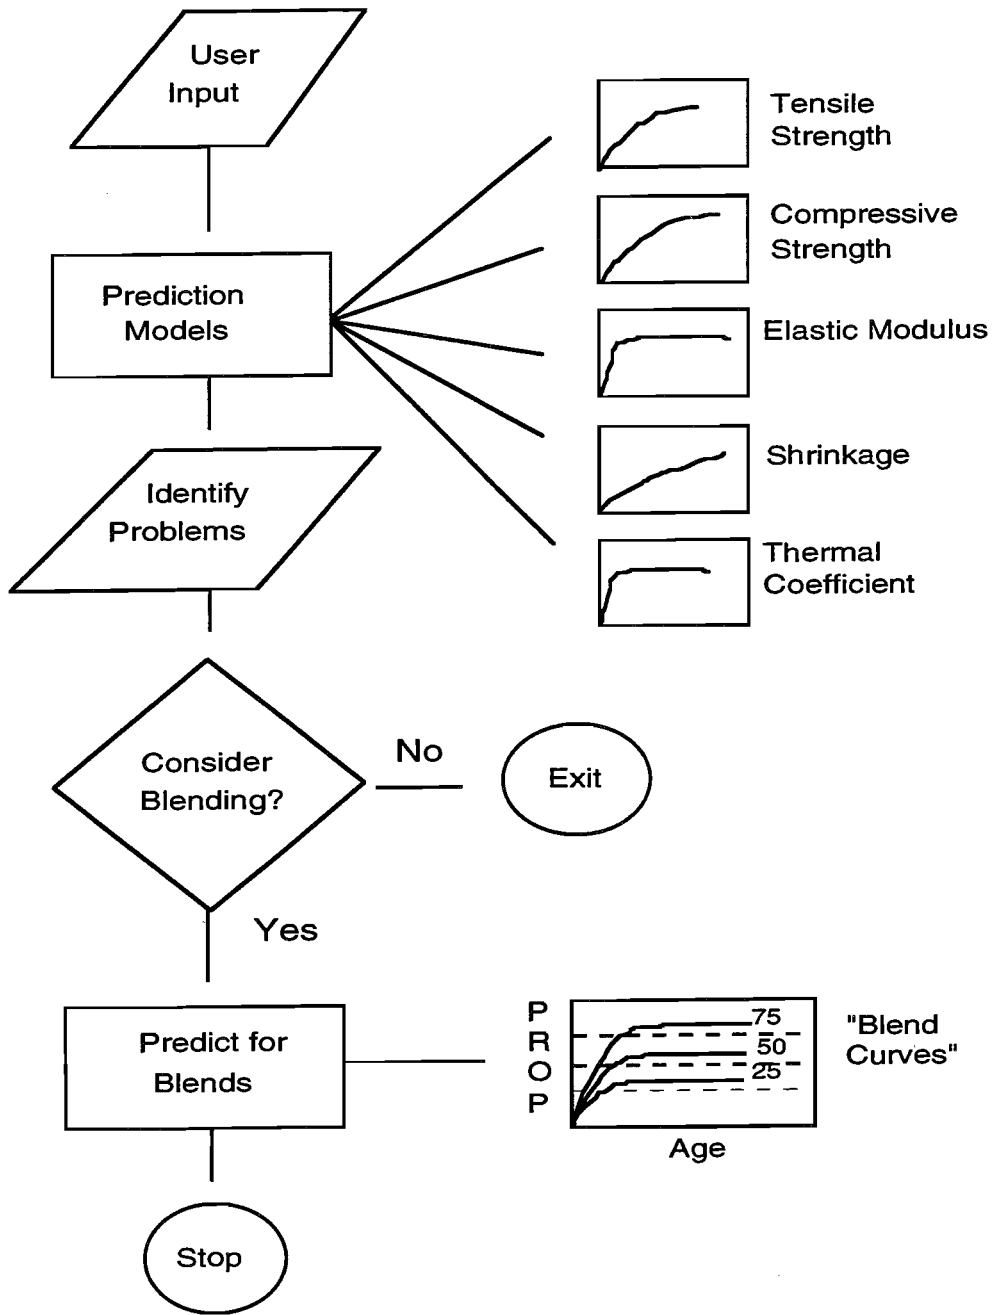 User
Input
Prediction
Models
Tensile
Strength
Compressive
Strength
Elastic Modulus
Shrinkage
Thermal
Coefficient
Identify
Problems
Consider
Blending?
No
Exit
Yes
Predict for
Blends
P
R
O
P
75
50
25
Age
"Blend
Curves"
Stop